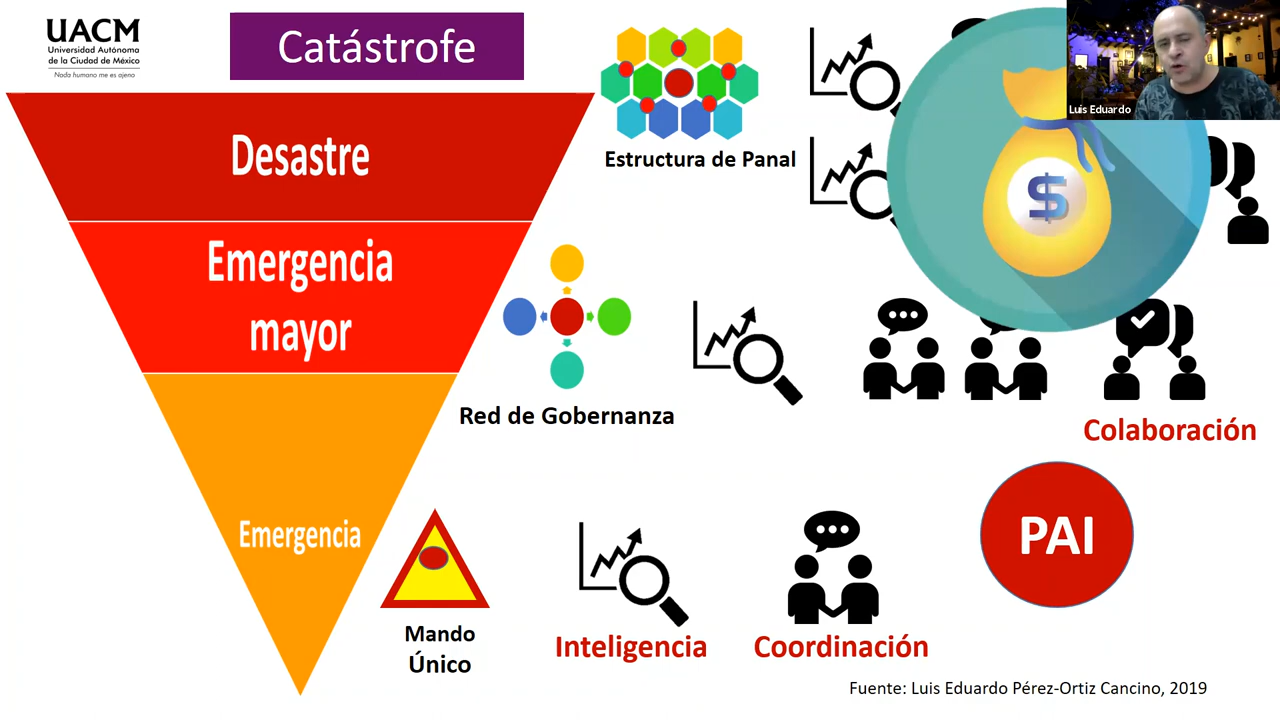 UACM
Universidad Autónoma
de la Ciudad de México
Nada humano me es ajeno
Catástrofe
Luis Eduardo
Desastre
Estructura de Panal
$
Emergencia
mayor
Red de Gobernanza
Colaboración
Emergencia
PAI
Mando
Único
Inteligencia
Coordinación
Fuente: Luis Eduardo Pérez-Ortiz Cancino, 2019